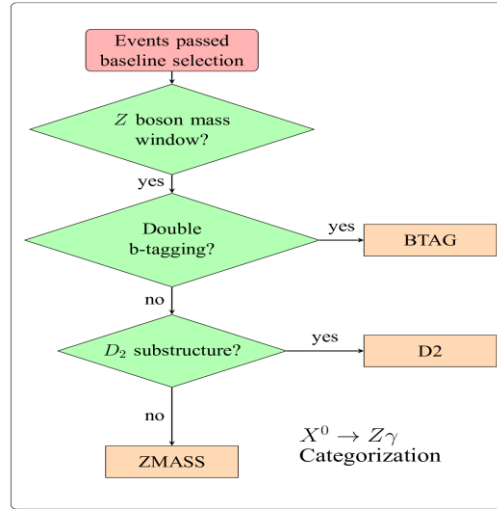 Events passed
baseline selection
Z boson mass
window?
yes
Double
b-tagging?
yes
BTAG
no
D₂ substructure?
yes
D2
no
ZMASS
X⁰ → Zγ
Categorization